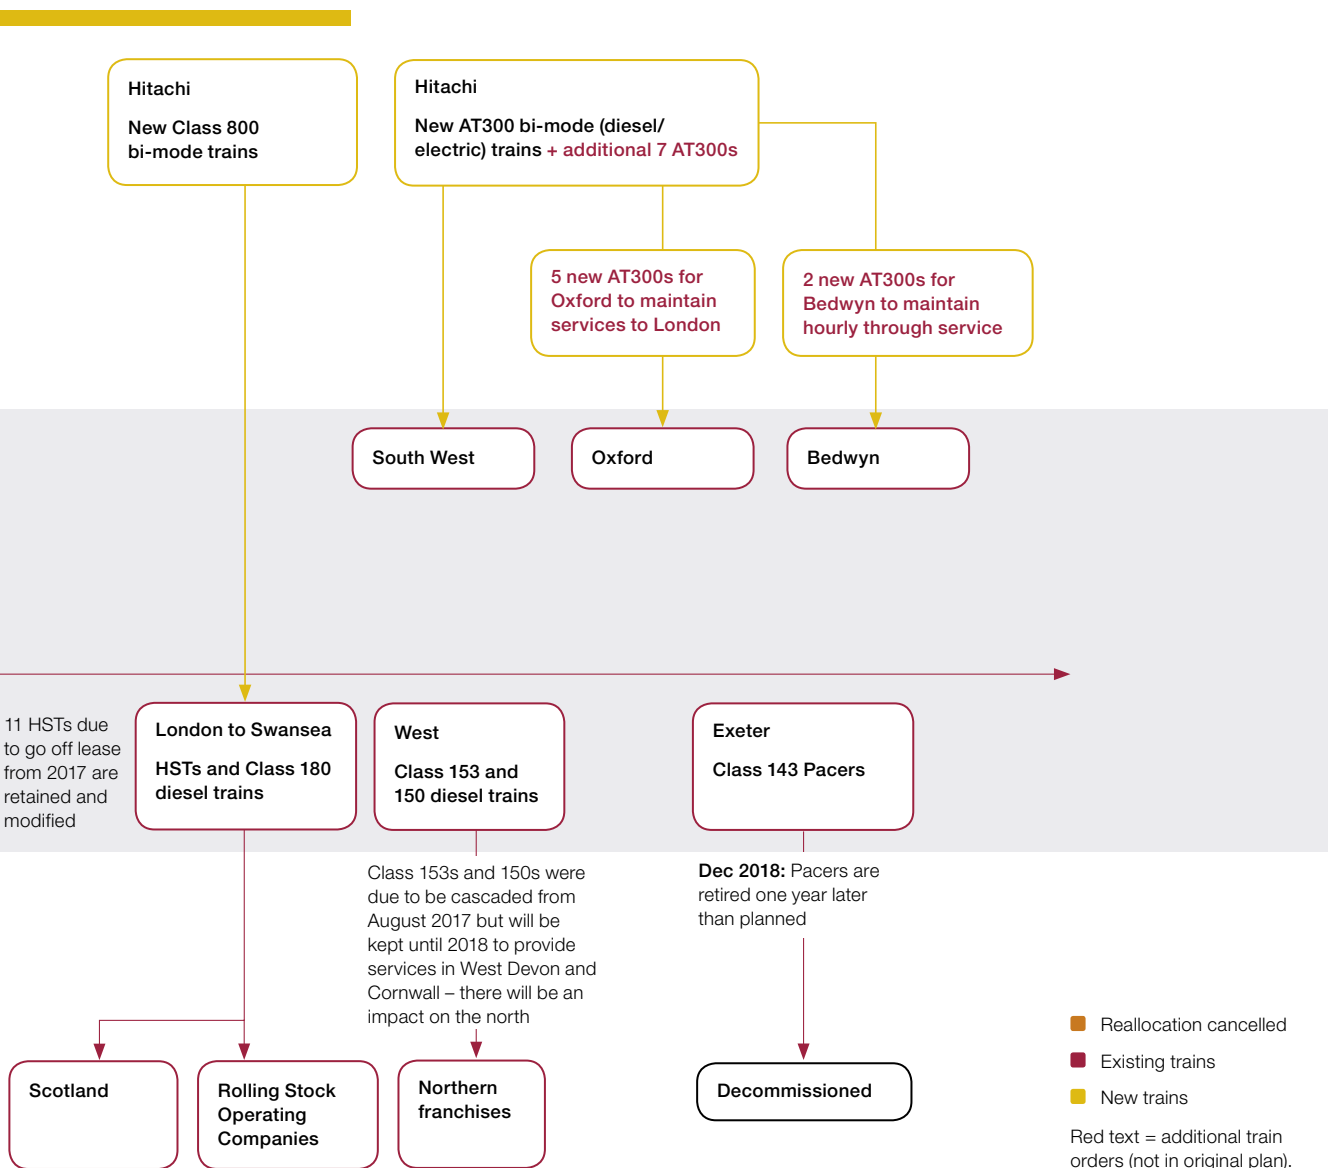 Hitachi
New Class 800
bi-mode trains
Hitachi
New AT300 bi-mode (diesel/
electric) trains + additional 7 AT300s
5 new AT300s for
Oxford to maintain
services to London
2 new AT300s for
Bedwyn to maintain
hourly through service
South West
Oxford
Bedwyn
11 HSTs due
to go off lease
from 2017 are
retained and
modified
London to Swansea
HSTs and Class 180
diesel trains
West
Class 153 and
150 diesel trains
Exeter
Class 143 Pacers
Class 153s and 150s were
due to be cascaded from
August 2017 but will be
kept until 2018 to provide
services in West Devon and
Cornwall – there will be an
impact on the north
Dec 2018: Pacers are
retired one year later
than planned
Scotland
Rolling Stock
Operating
Companies
Northern
franchises
Decommissioned
Reallocation cancelled
Existing trains
New trains
Red text = additional train
orders (not in original plan).